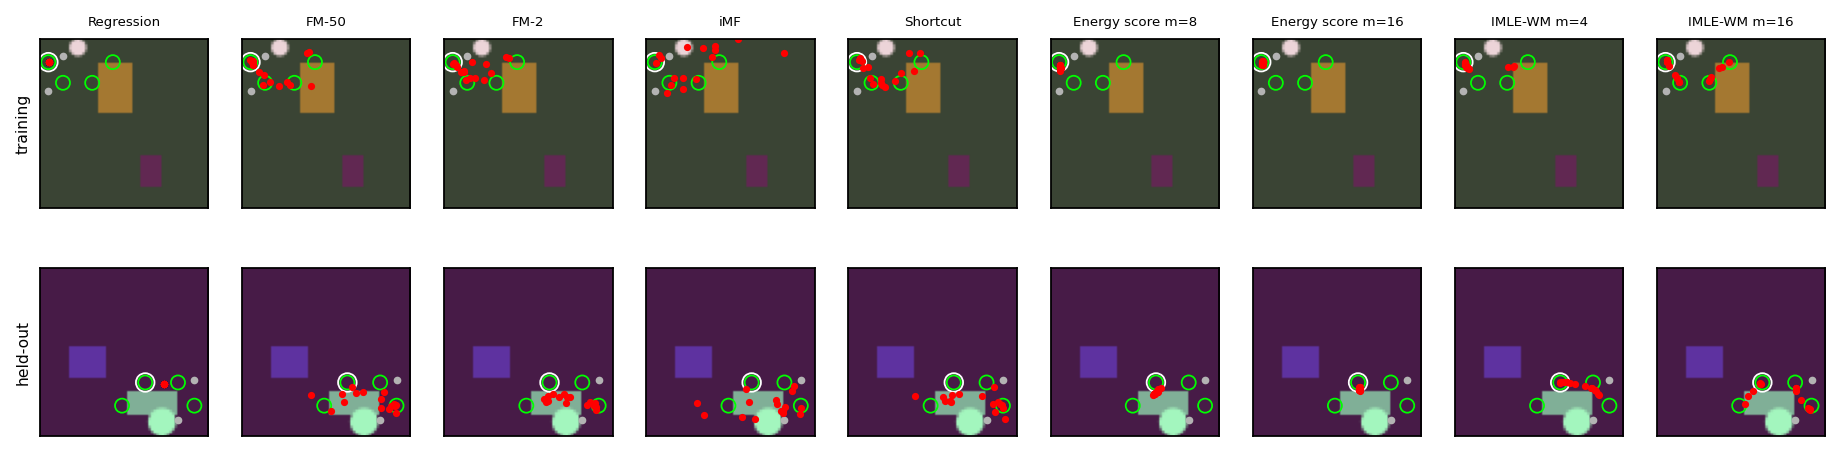 Regression FM-50 FM-2 iMF Shortcut Energy score m=8 Energy score m=16 IMLE-WM m=4 IMLE-WM m=16
training
held-out